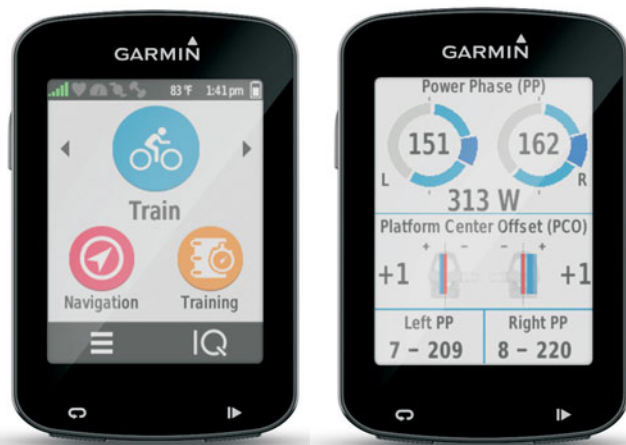 GARMIN
83 °F 1:41 pm
Train
Navigation Training
IQ
GARMIN
Power Phase (PP)
151 162
L R
313 W
Platform Center Offset (PCO)
+ - - +
+1 +1
Left PP Right PP
7 - 209 8 - 220